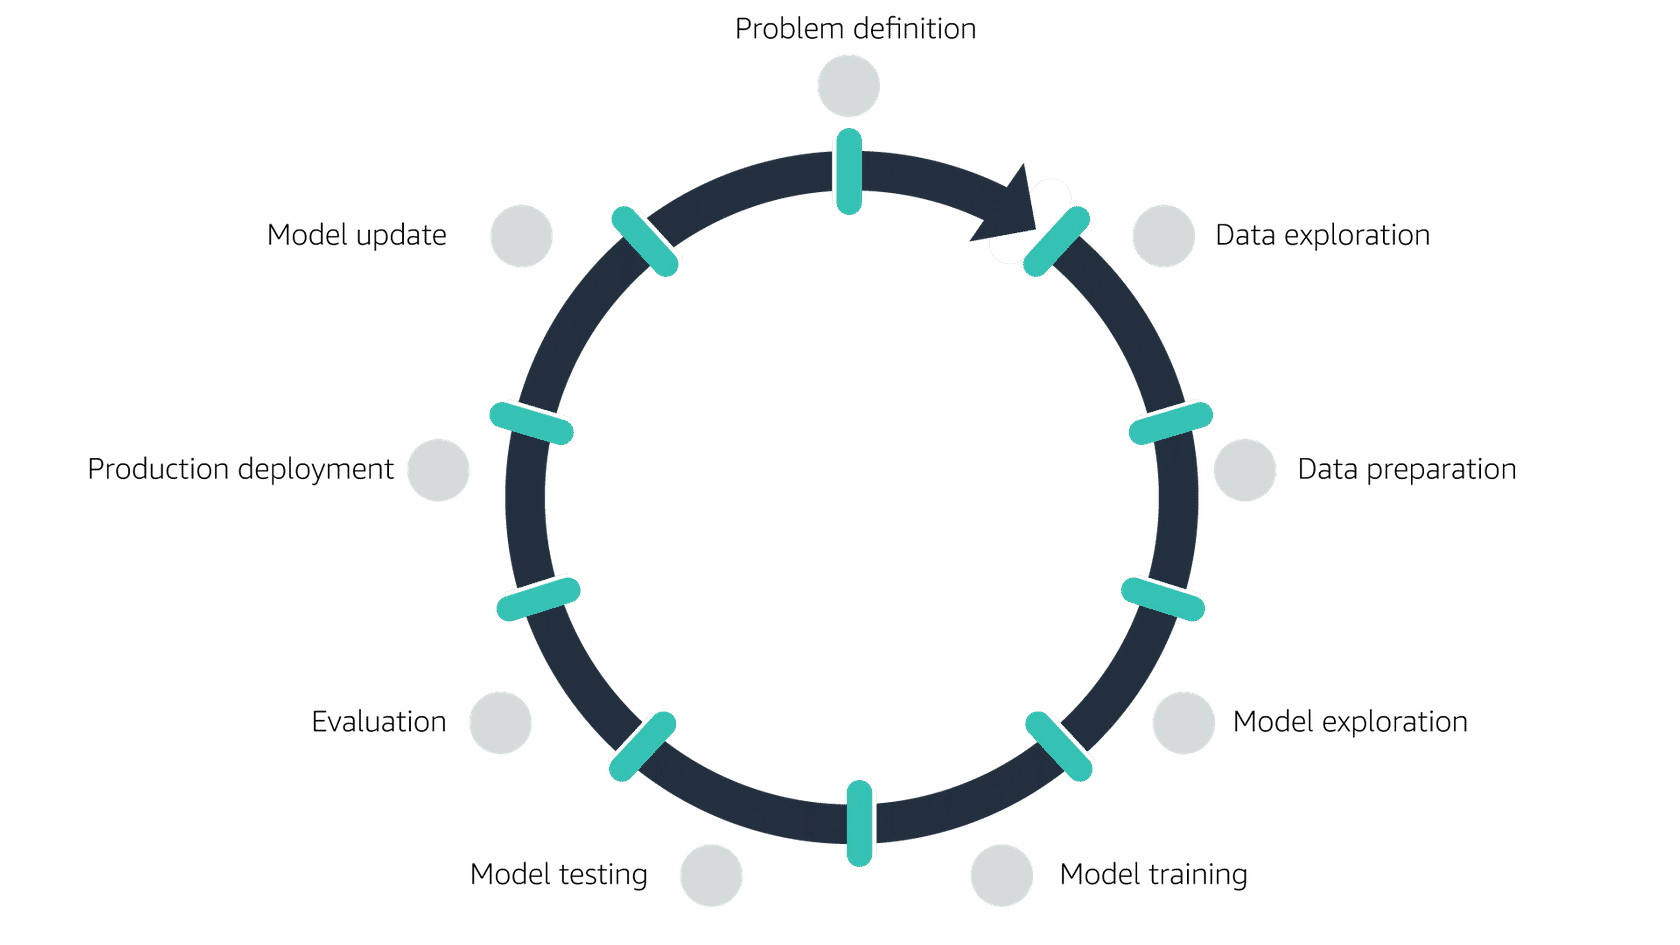 Problem definition
Model update
Data exploration
Production deployment
Data preparation
Evaluation
Model exploration
Model testing
Model training